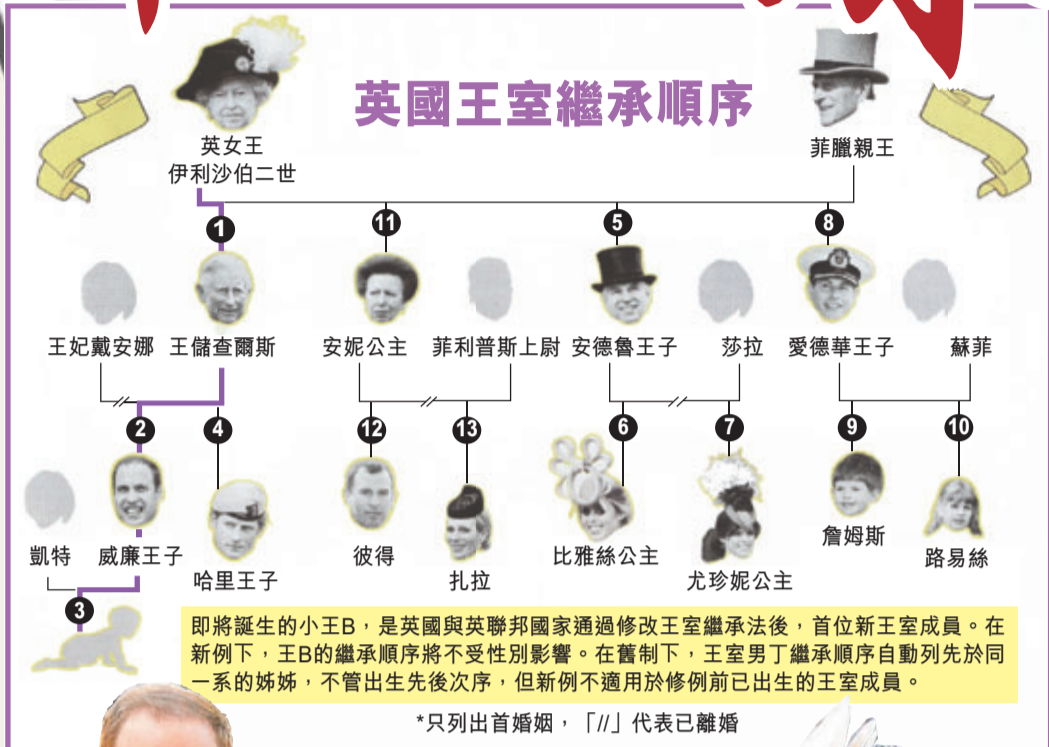 英國王室繼承順序
英女王
伊利沙伯二世
菲臘親王
1
11
5
8
王妃戴安娜
王儲查爾斯
安妮公主
菲利普斯上尉
安德魯王子
莎拉
愛德華王子
蘇菲
2
4
12
13
6
7
9
10
凱特
威廉王子
哈里王子
彼得
扎拉
比雅絲公主
尤珍妮公主
詹姆斯
路易絲
3
即將誕生的小王B，是英國與英聯邦國家通過修改王室繼承法後，首位新王室成員。在
新例下，王B的繼承順序將不受性別影響。在舊制下，王室男丁繼承順序自動列先於同
一系的姊姊，不管出生先後次序，但新例不適用於修例前已出生的王室成員。
*只列出首婚姻，「//」代表已離婚